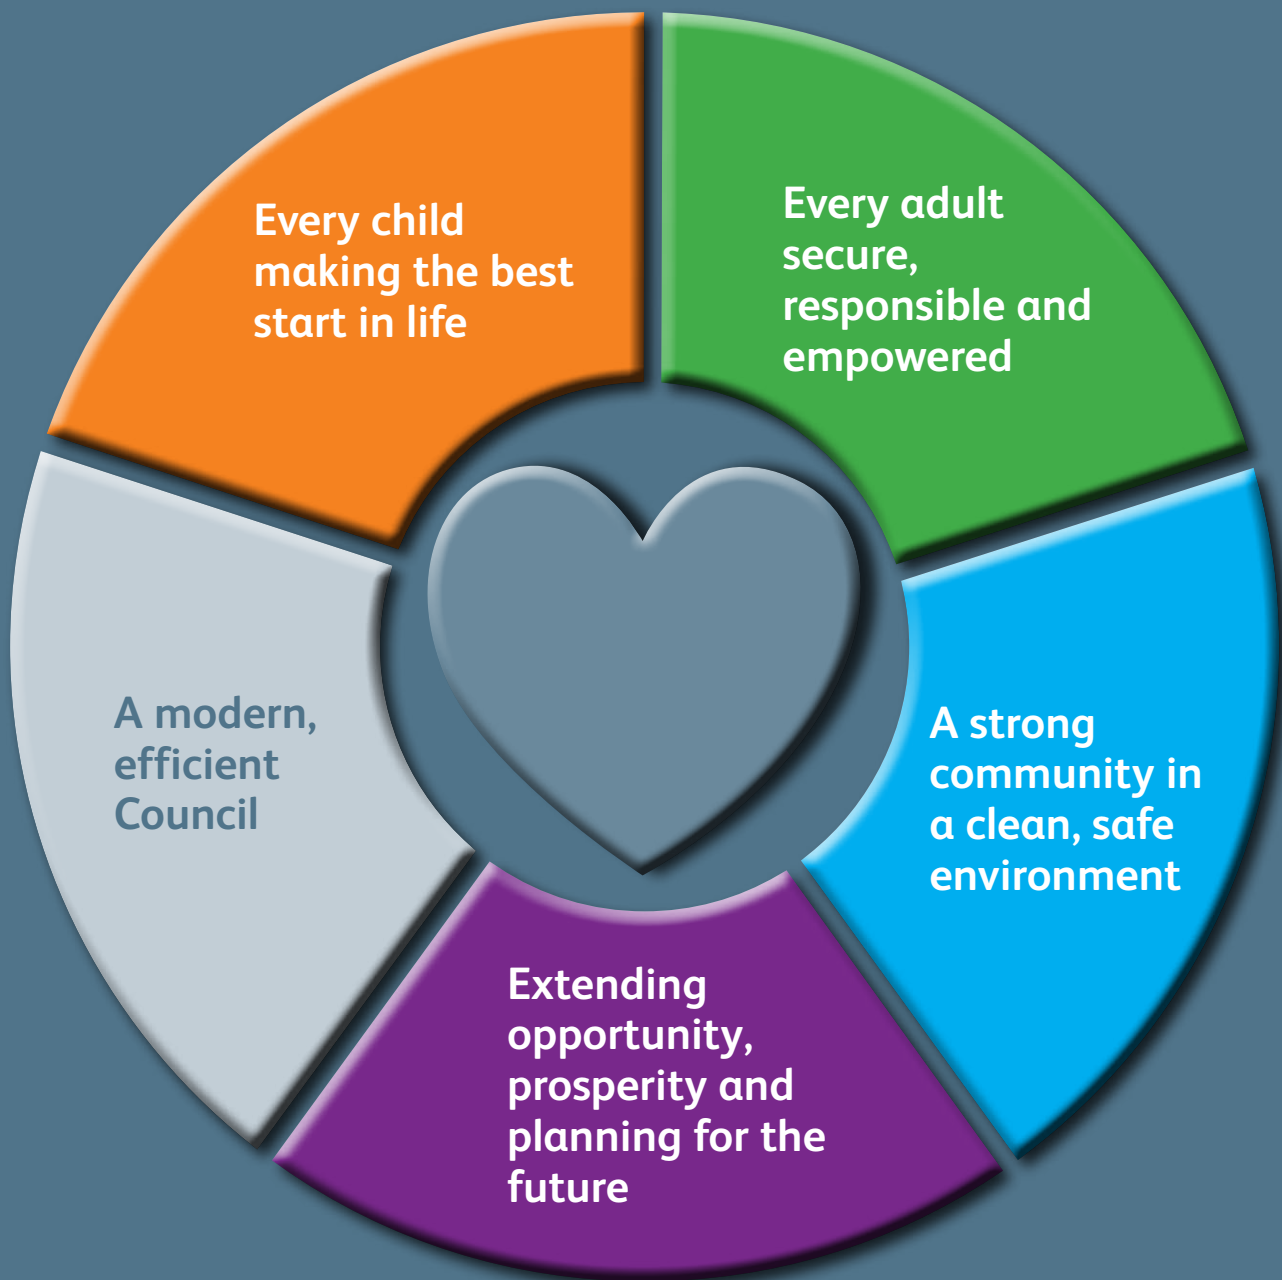 Every child
making the best
start in life
Every adult
secure,
responsible and
empowered
A strong
community in
a clean, safe
environment
Extending
opportunity,
prosperity and
planning for the
future
A modern,
efficient
Council